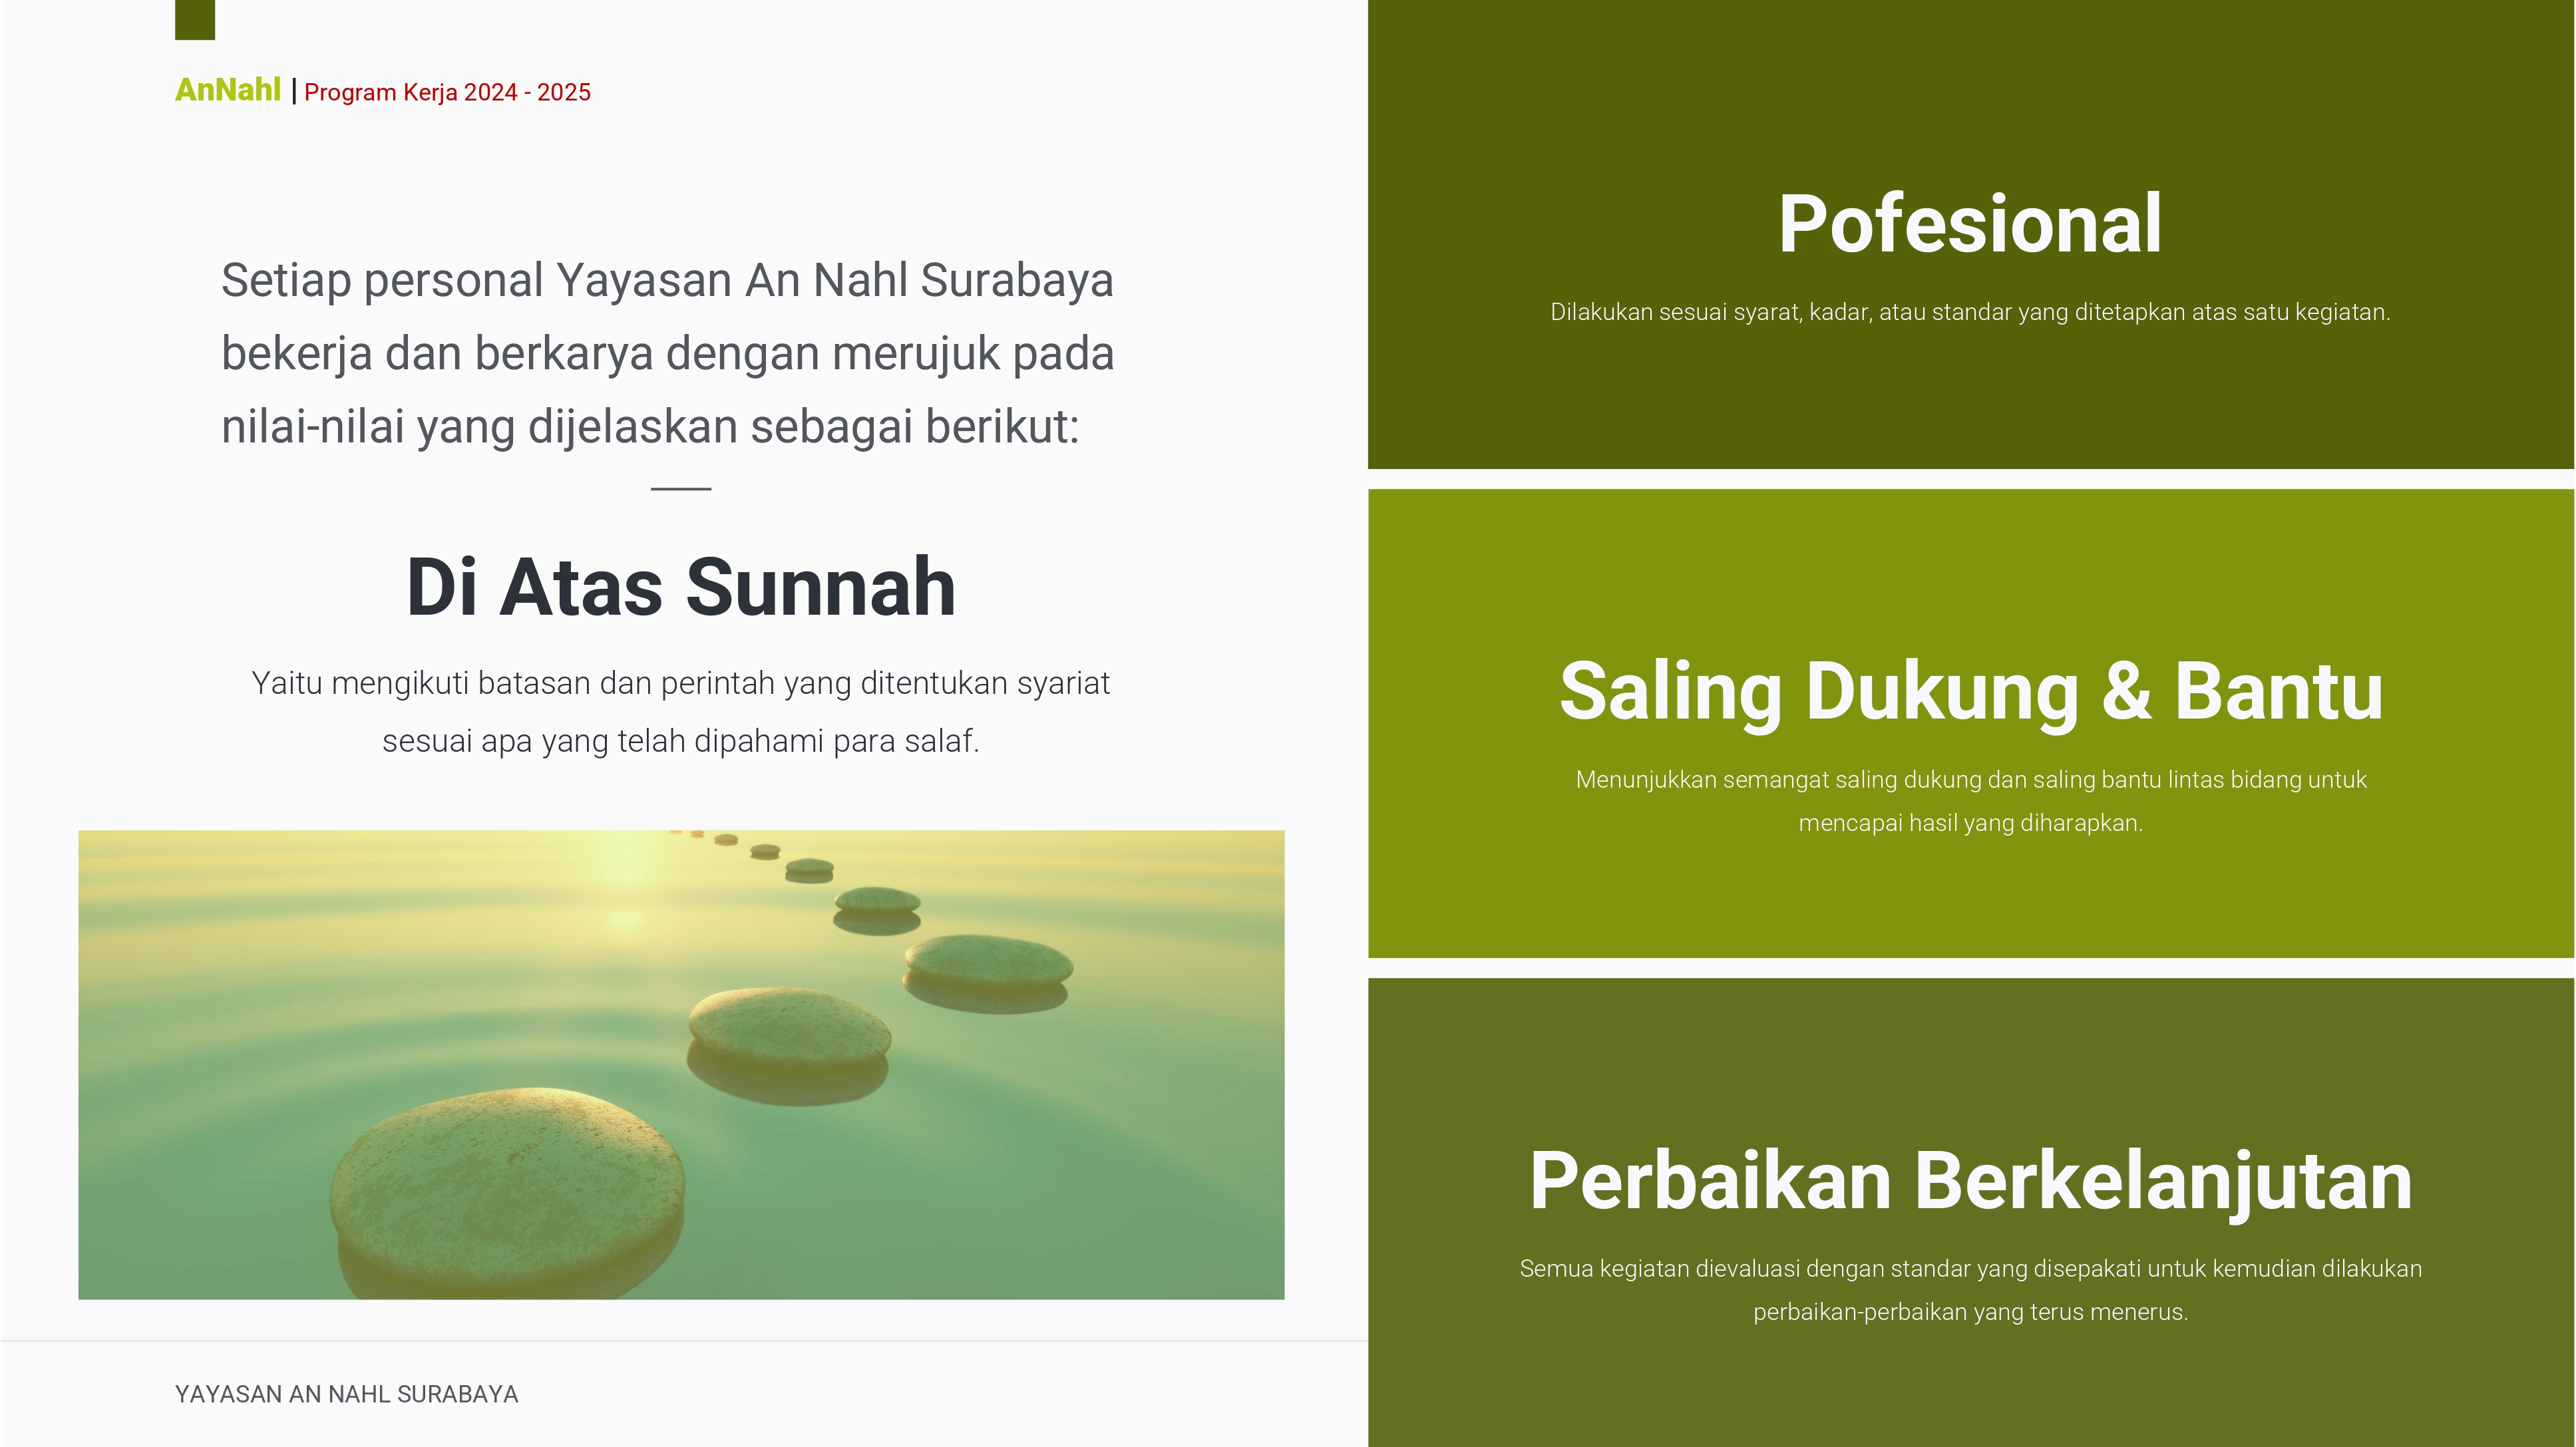 AnNahl | Program Kerja 2024 - 2025
Setiap personal Yayasan An Nahl Surabaya
bekerja dan berkarya dengan merujuk pada
nilai-nilai yang dijelaskan sebagai berikut:
Di Atas Sunnah
Yaitu mengikuti batasan dan perintah yang ditentukan syariat
sesuai apa yang telah dipahami para salaf.
YAYASAN AN NAHL SURABAYA
Pofesional
Dilakukan sesuai syarat, kadar, atau standar yang ditetapkan atas satu kegiatan.
Saling Dukung & Bantu
Menunjukkan semangat saling dukung dan saling bantu lintas bidang untuk
mencapai hasil yang diharapkan.
Perbaikan Berkelanjutan
Semua kegiatan dievaluasi dengan standar yang disepakati untuk kemudian dilakukan
perbaikan-perbaikan yang terus menerus.